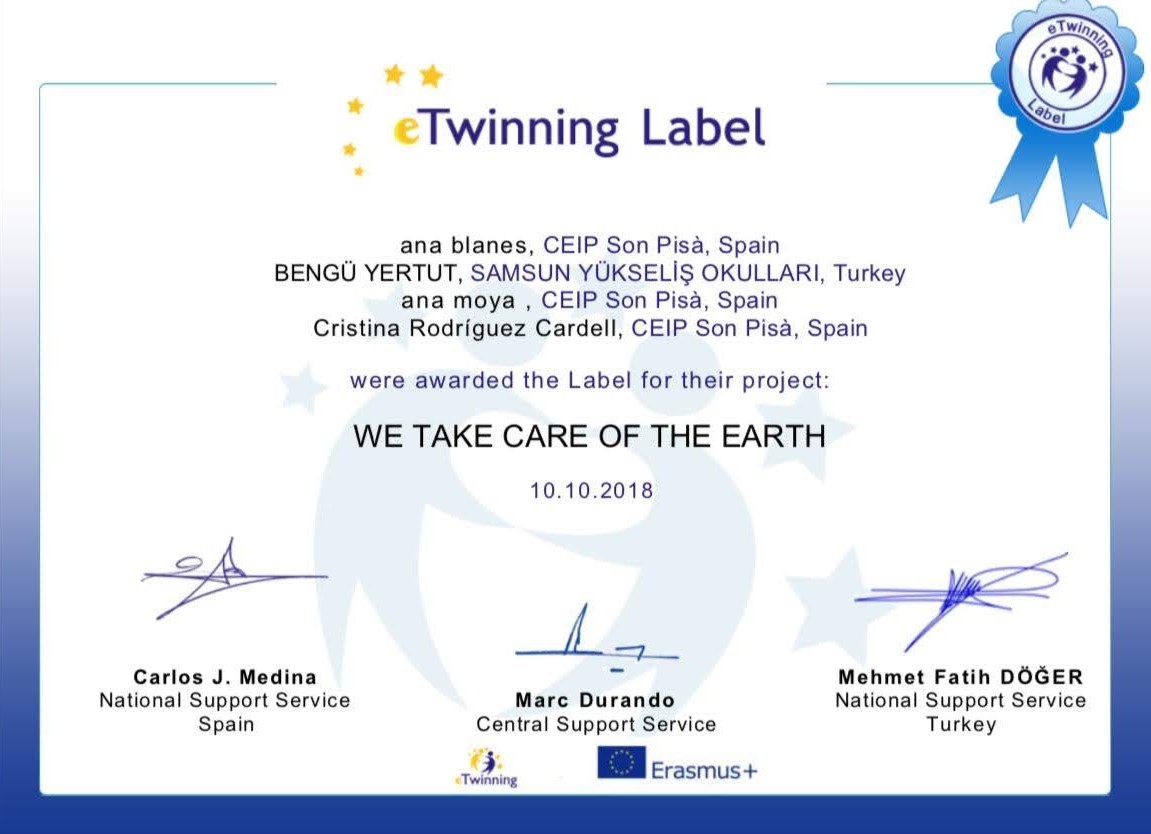 eTwinning
Label
eTwinning Label
ana blanes, CEIP Son Pisà, Spain
BENGÜ YERTUT, SAMSUN YÜKSELİŞ OKULLARI, Turkey
ana moya , CEIP Son Pisà, Spain
Cristina Rodríguez Cardell, CEIP Son Pisà, Spain
were awarded the Label for their project:
WE TAKE CARE OF THE EARTH
10.10.2018
Carlos J. Medina
National Support Service
Spain
Marc Durando
Central Support Service
Mehmet Fatih DÖĞER
National Support Service
Turkey
eTwinning
Erasmus+